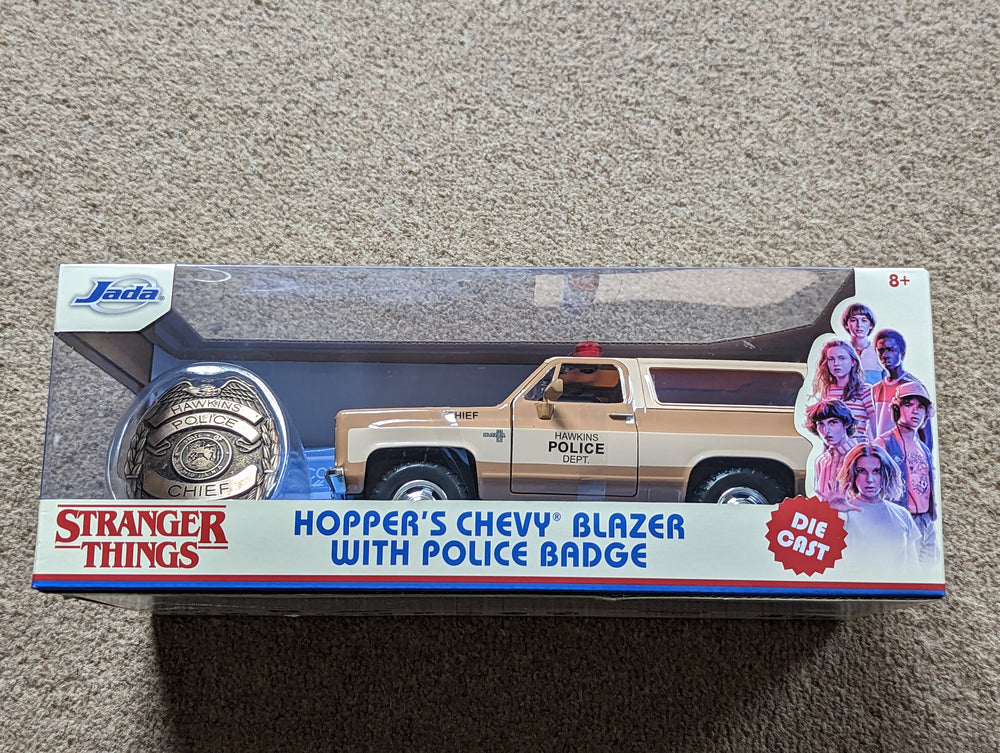 Jada
8+
HAWKINS
POLICE
CHIEF
CHIEF
HAWKINS
POLICE
DEPT.
STRANGER
THINGS
HOPPER'S CHEVY® BLAZER
WITH POLICE BADGE
DIE
CAST